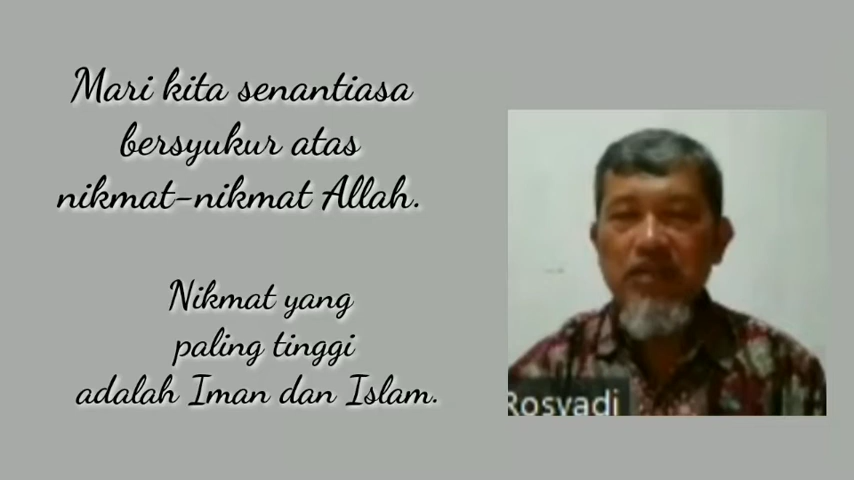 Mari kita senantiasa
bersyukur atas
nikmat-nikmat Allah.
Nikmat yang
paling tinggi
adalah Iman dan Islam.
Rosyadi